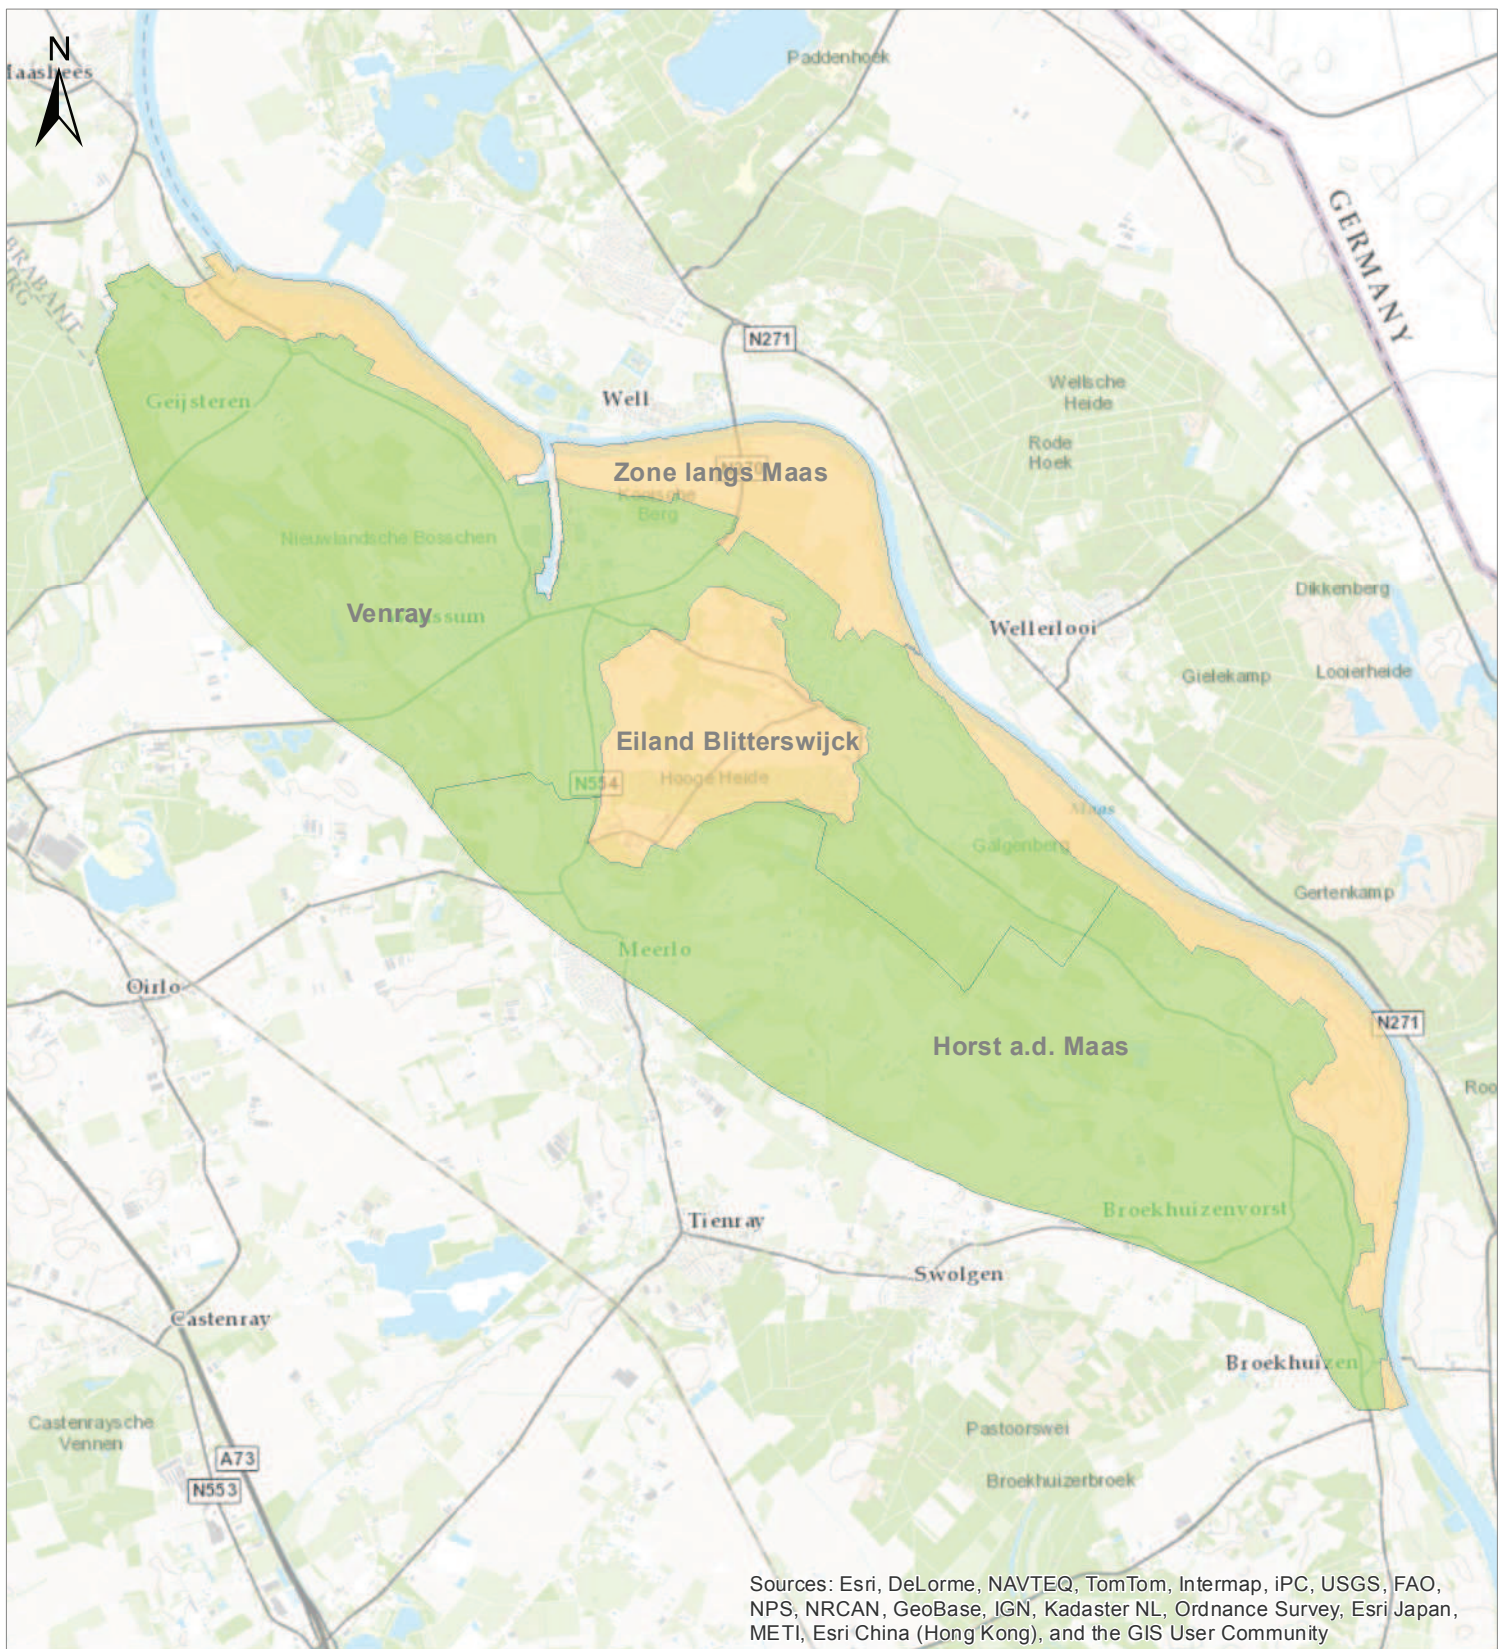 N
Paddenhoek
GERMANY
BRABANT
N271
Wellsche
Heide
Geijsteren
Well
Rode
Hoek
Zone langs Maas
Berg
Nieuwlandsche Bosschen
Dikkenberg
Venray
Wellerlooi
Looierheide
Gielekamp
Eiland Blitterswijck
Hooge Heide
N554
Maas
Galgenberg
Gertenkamp
Meerlo
Oirlo
N271
Horst a.d. Maas
Broekhuizenvorst
Tienray
Swolgen
Castenray
Broekhuizen
Castenraysche
Vennen
Pastoorswei
A73
Broekhuizerbroek
N553
Sources: Esri, DeLorme, NAVTEQ, TomTom, Intermap, iPC, USGS, FAO,
NPS, NRCAN, GeoBase, IGN, Kadaster NL, Ordnance Survey, Esri Japan,
METI, Esri China (Hong Kong), and the GIS User Community